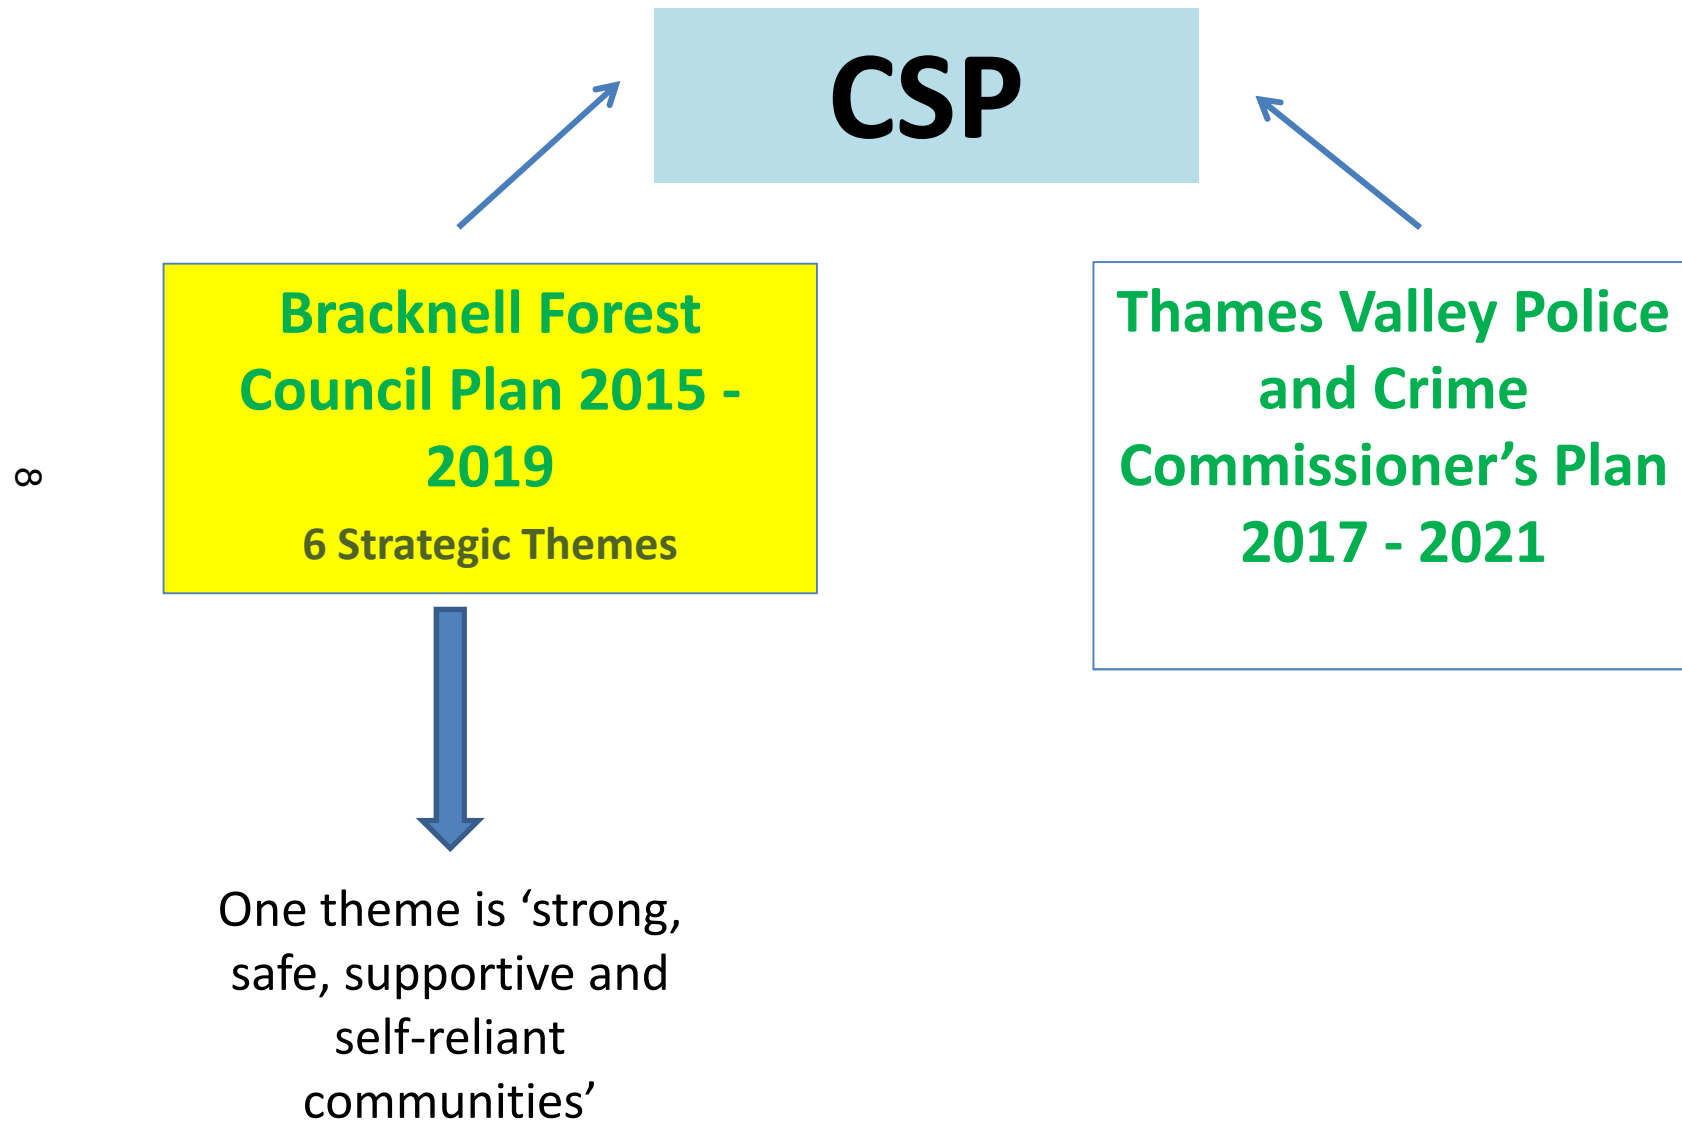 CSP
Bracknell Forest
Council Plan 2015 -
2019
6 Strategic Themes
Thames Valley Police
and Crime
Commissioner’s Plan
2017 - 2021
One theme is ‘strong,
safe, supportive and
self-reliant
communities’
8